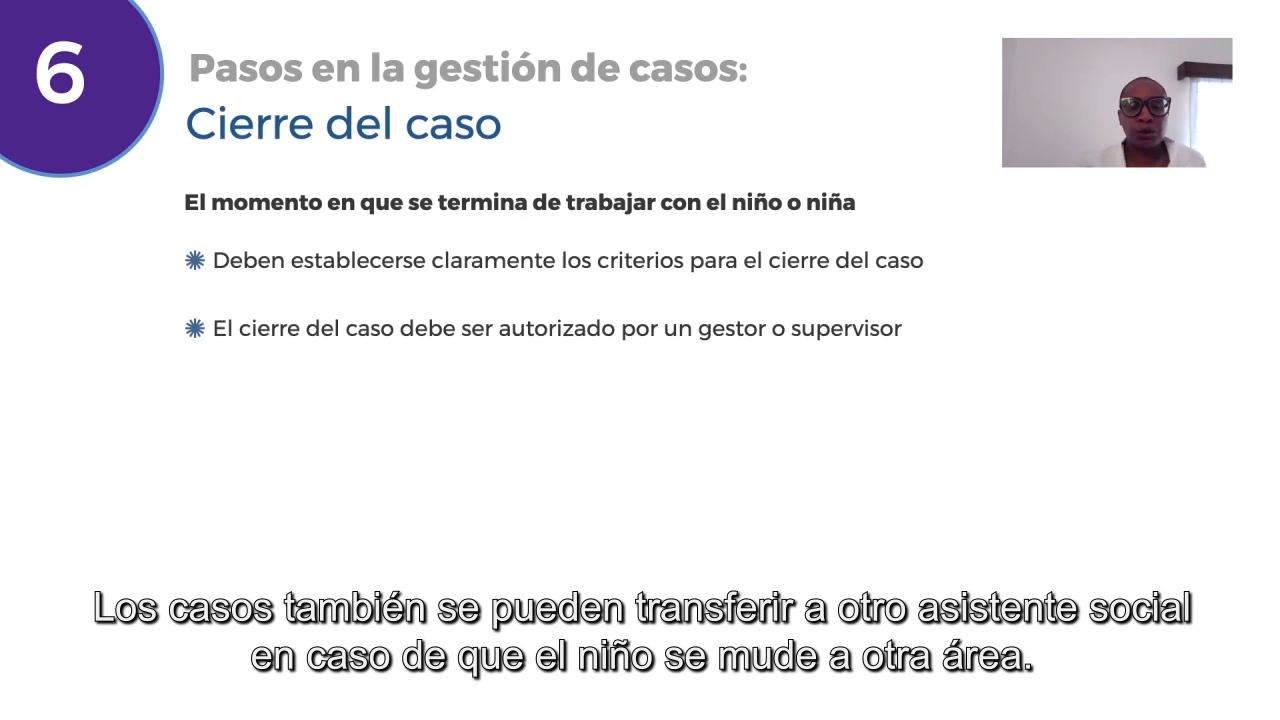 6
Pasos en la gestión de casos:
Cierre del caso
El momento en que se termina de trabajar con el niño o niña
Deben establecerse claramente los criterios para el cierre del caso
El cierre del caso debe ser autorizado por un gestor o supervisor
Los casos también se pueden transferir a otro asistente social
en caso de que el niño se mude a otra área.